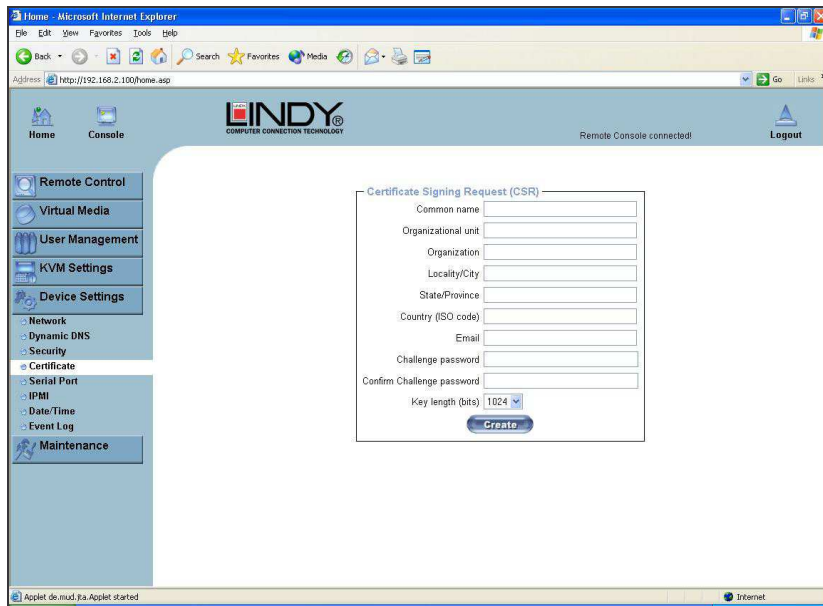 Home - Microsoft Internet Explorer
File Edit View Favorites Tools Help
Back Search Favorites Media
Address http://192.168.2.100/home.asp Go Links
Home Console
LINDY®
COMPUTER CONNECTION TECHNOLOGY
Remote Console connected!
Logout
Remote Control
Virtual Media
User Management
KVM Settings
Device Settings
Network
Dynamic DNS
Security
Certificate
Serial Port
IPMI
Date/Time
Event Log
Maintenance
Certificate Signing Request (CSR)
Common name
Organizational unit
Organization
Locality/City
State/Province
Country (ISO code)
Email
Challenge password
Confirm Challenge password
Key length (bits) 1024
Create
Applet de.mud.jta.Applet started
Internet